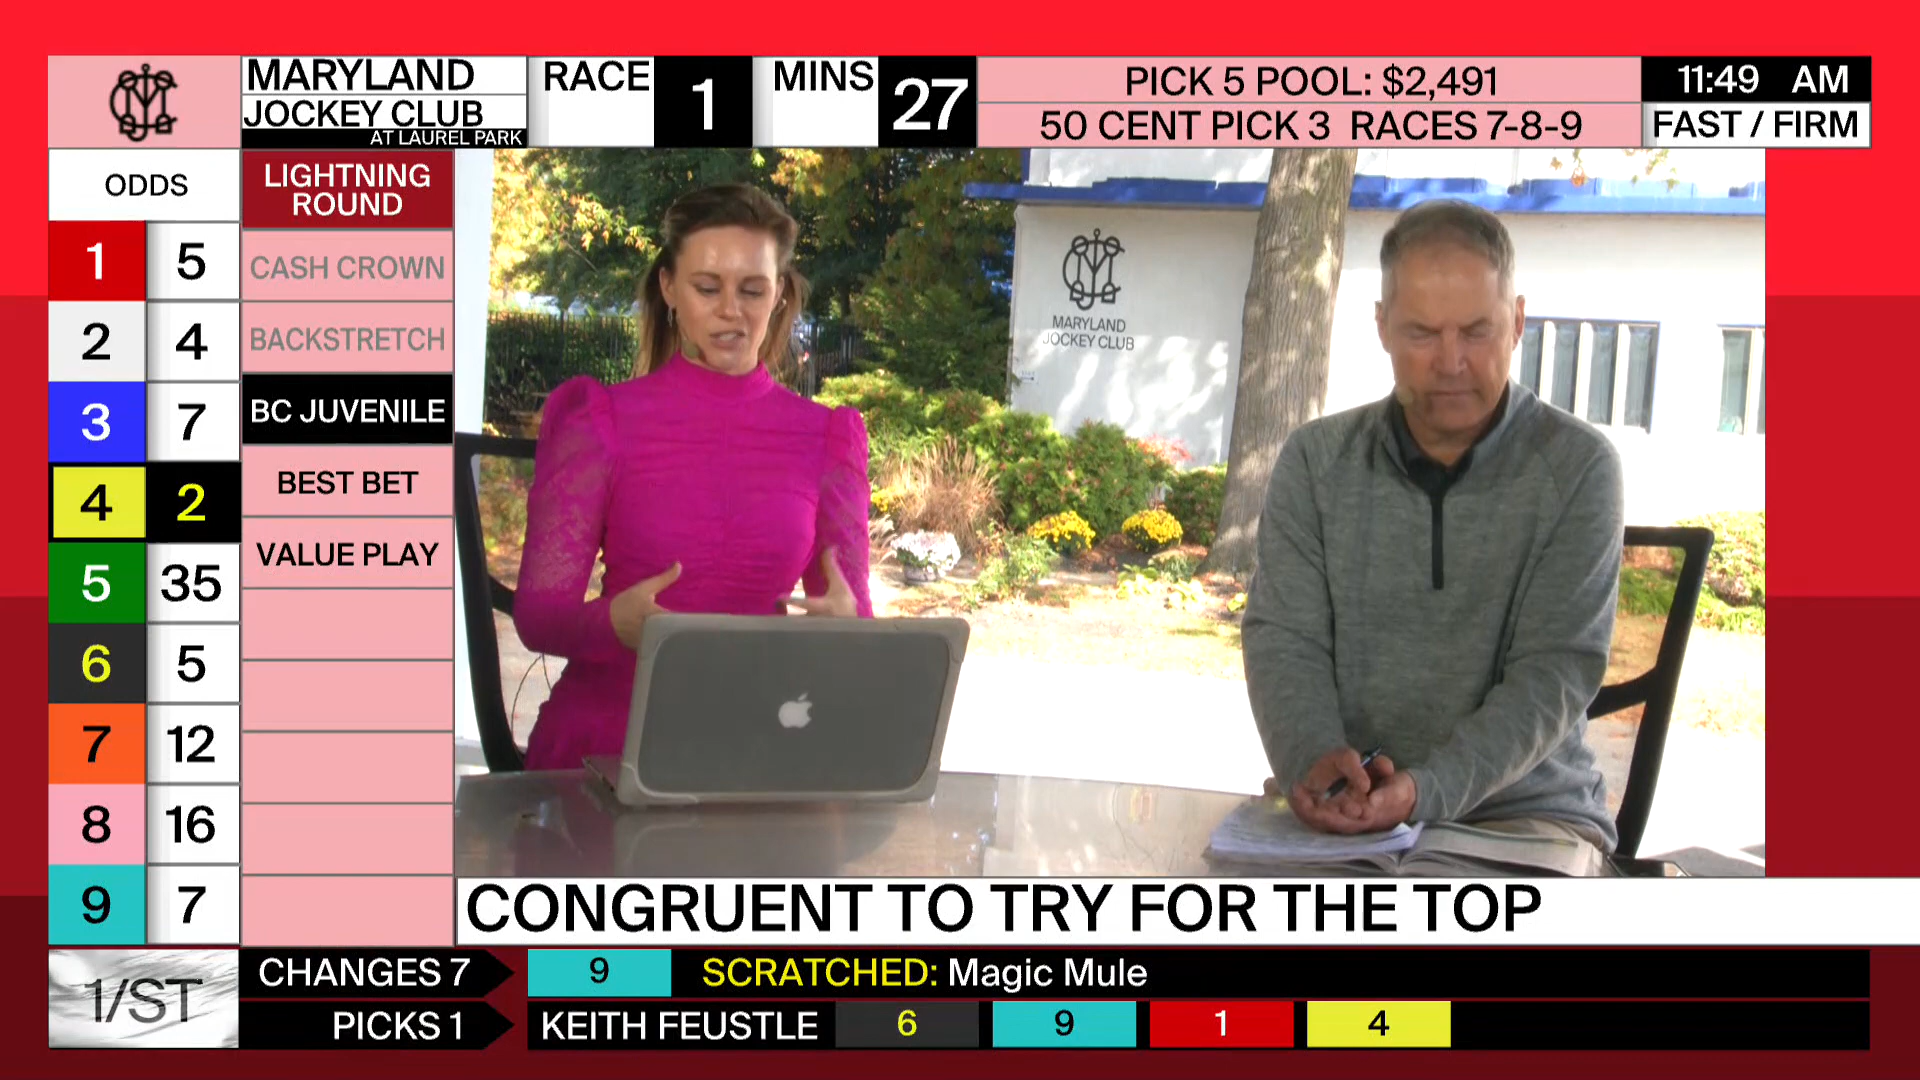 MARYLAND
JOCKEY CLUB
AT LAUREL PARK
RACE 1
MINS 27
PICK 5 POOL: $2,491
50 CENT PICK 3 RACES 7-8-9
11:49 AM
FAST / FIRM
ODDS
1 5
2 4
3 7
4 2
5 35
6 5
7 12
8 16
9 7
LIGHTNING
ROUND
CASH CROWN
BACKSTRETCH
BC JUVENILE
BEST BET
VALUE PLAY
MARYLAND
JOCKEY CLUB
CONGRUENT TO TRY FOR THE TOP
1/ST
CHANGES 7 9 SCRATCHED: Magic Mule
PICKS 1 KEITH FEUSTLE 6 9 1 4